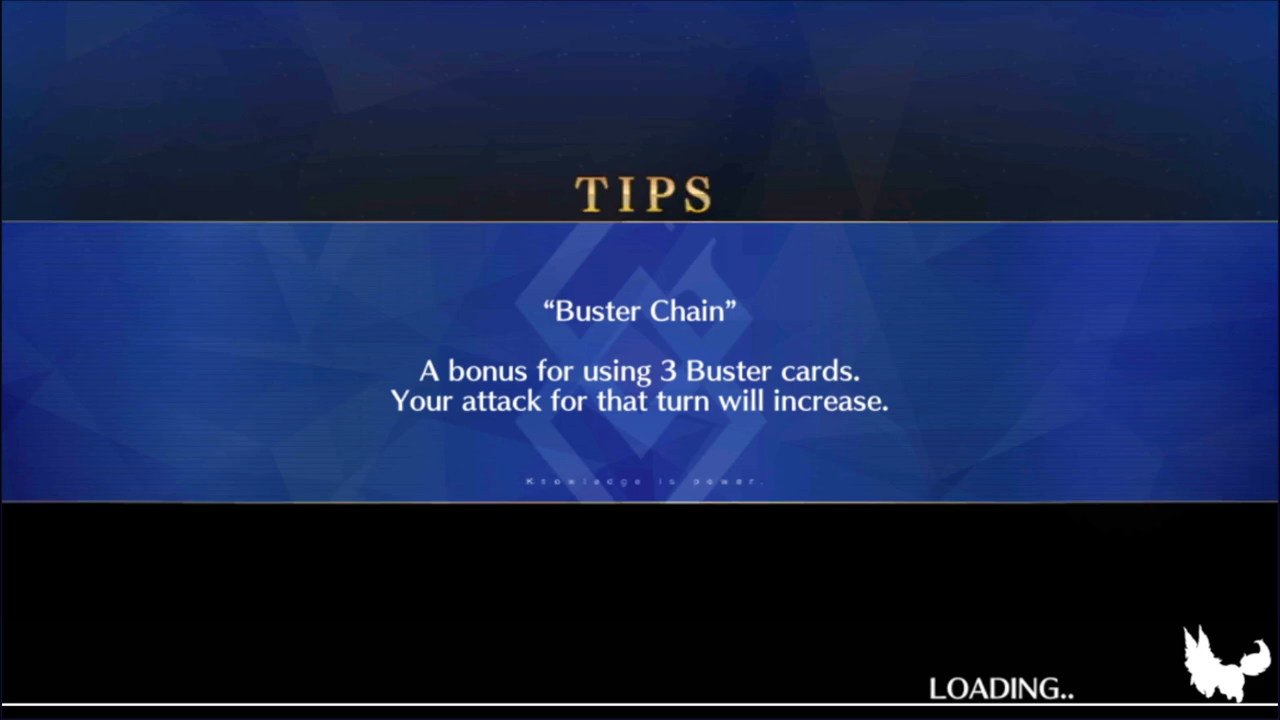 TIPS
“Buster Chain”
A bonus for using 3 Buster cards.
Your attack for that turn will increase.
Knowledge is power.
LOADING..